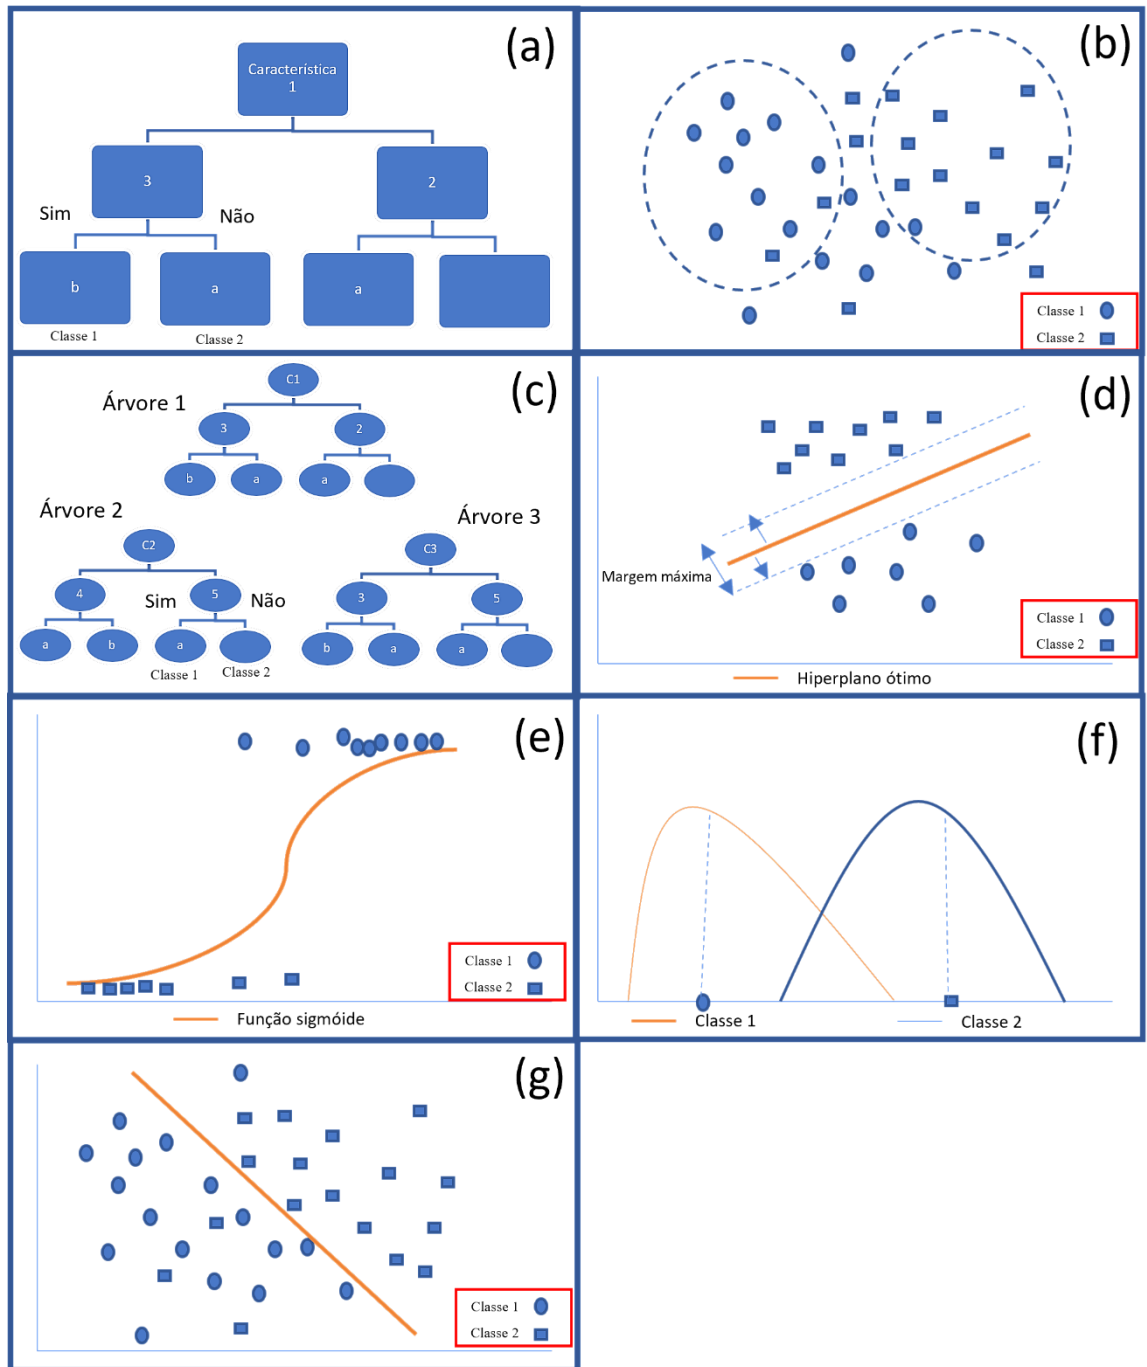 (a)
Característica
1
3
2
Sim
Não
b
a
a
Classe 1
Classe 2
(b)
Classe 1
Classe 2
(c)
C1
Árvore 1
3
2
b
a
a
Árvore 2
Árvore 3
C2
C3
4
Sim
5
Não
3
5
a
b
a
b
a
a
Classe 1
Classe 2
(d)
Margem máxima
Classe 1
Classe 2
Hiperplano ótimo
(e)
Classe 1
Classe 2
Função sigmóide
(f)
Classe 1
Classe 2
(g)
Classe 1
Classe 2